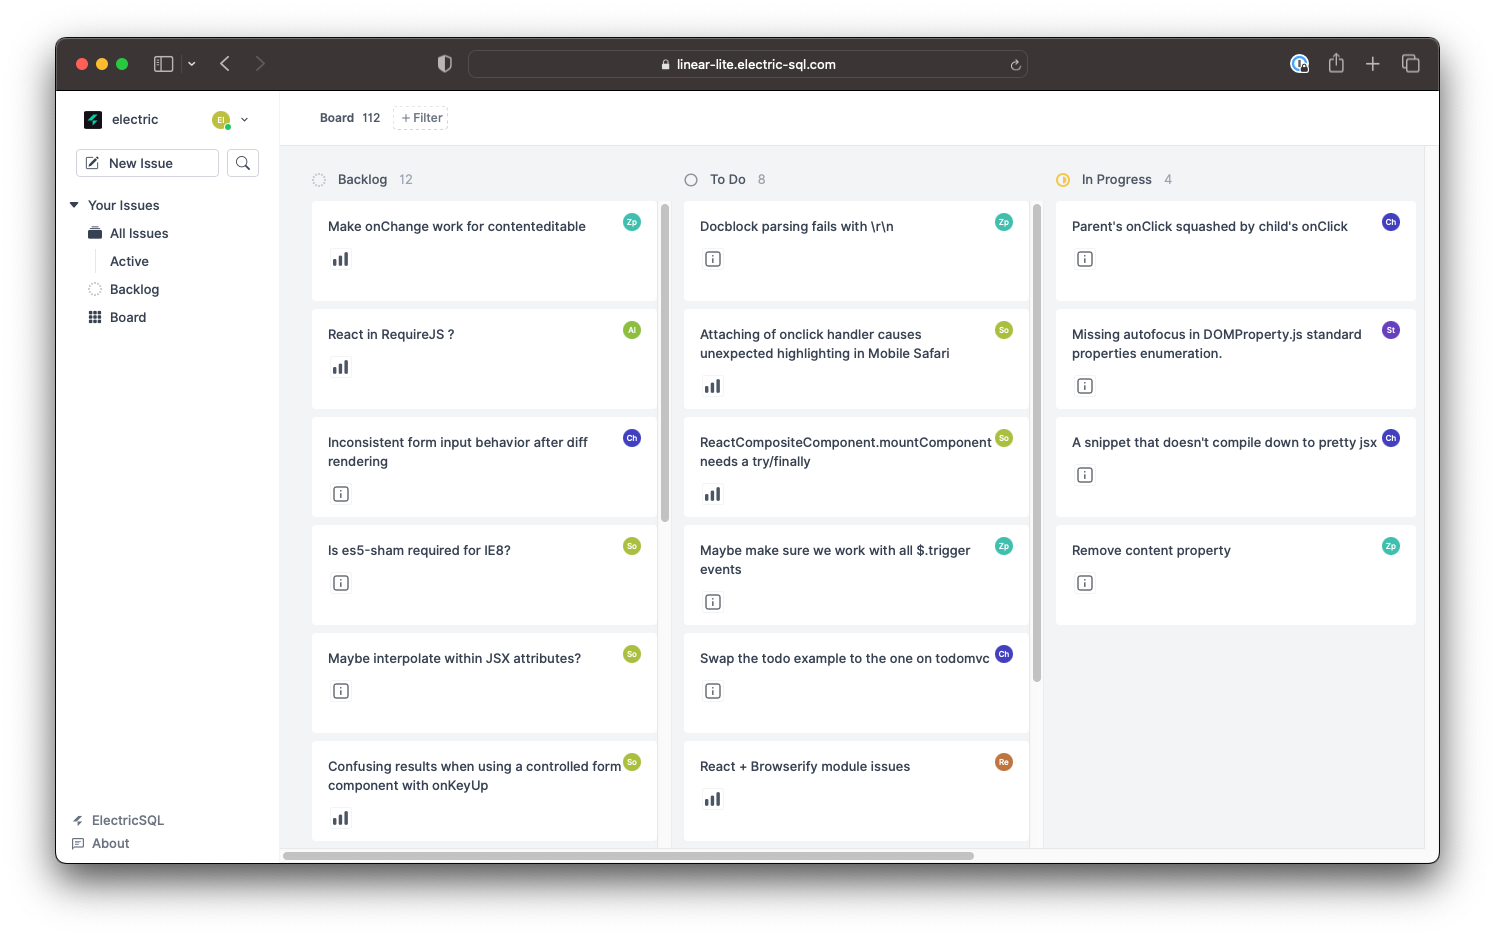 linear-lite.electric-sql.com
electric
El
New Issue
Your Issues
All Issues
Active
Backlog
Board
ElectricSQL
About
Board 112 + Filter
Backlog 12
Make onChange work for contenteditable
Zp
React in RequireJS ?
Al
Inconsistent form input behavior after diff
rendering
Ch
Is es5-sham required for IE8?
So
Maybe interpolate within JSX attributes?
So
Confusing results when using a controlled form
component with onKeyUp
So
To Do 8
Docblock parsing fails with \r\n
Zp
Attaching of onclick handler causes
unexpected highlighting in Mobile Safari
So
ReactCompositeComponent.mountComponent
needs a try/finally
So
Maybe make sure we work with all $.trigger
events
Zp
Swap the todo example to the one on todomvc
Ch
React + Browserify module issues
Re
In Progress 4
Parent's onClick squashed by child's onClick
Ch
Missing autofocus in DOMProperty.js standard
properties enumeration.
St
A snippet that doesn't compile down to pretty jsx
Ch
Remove content property
Zp